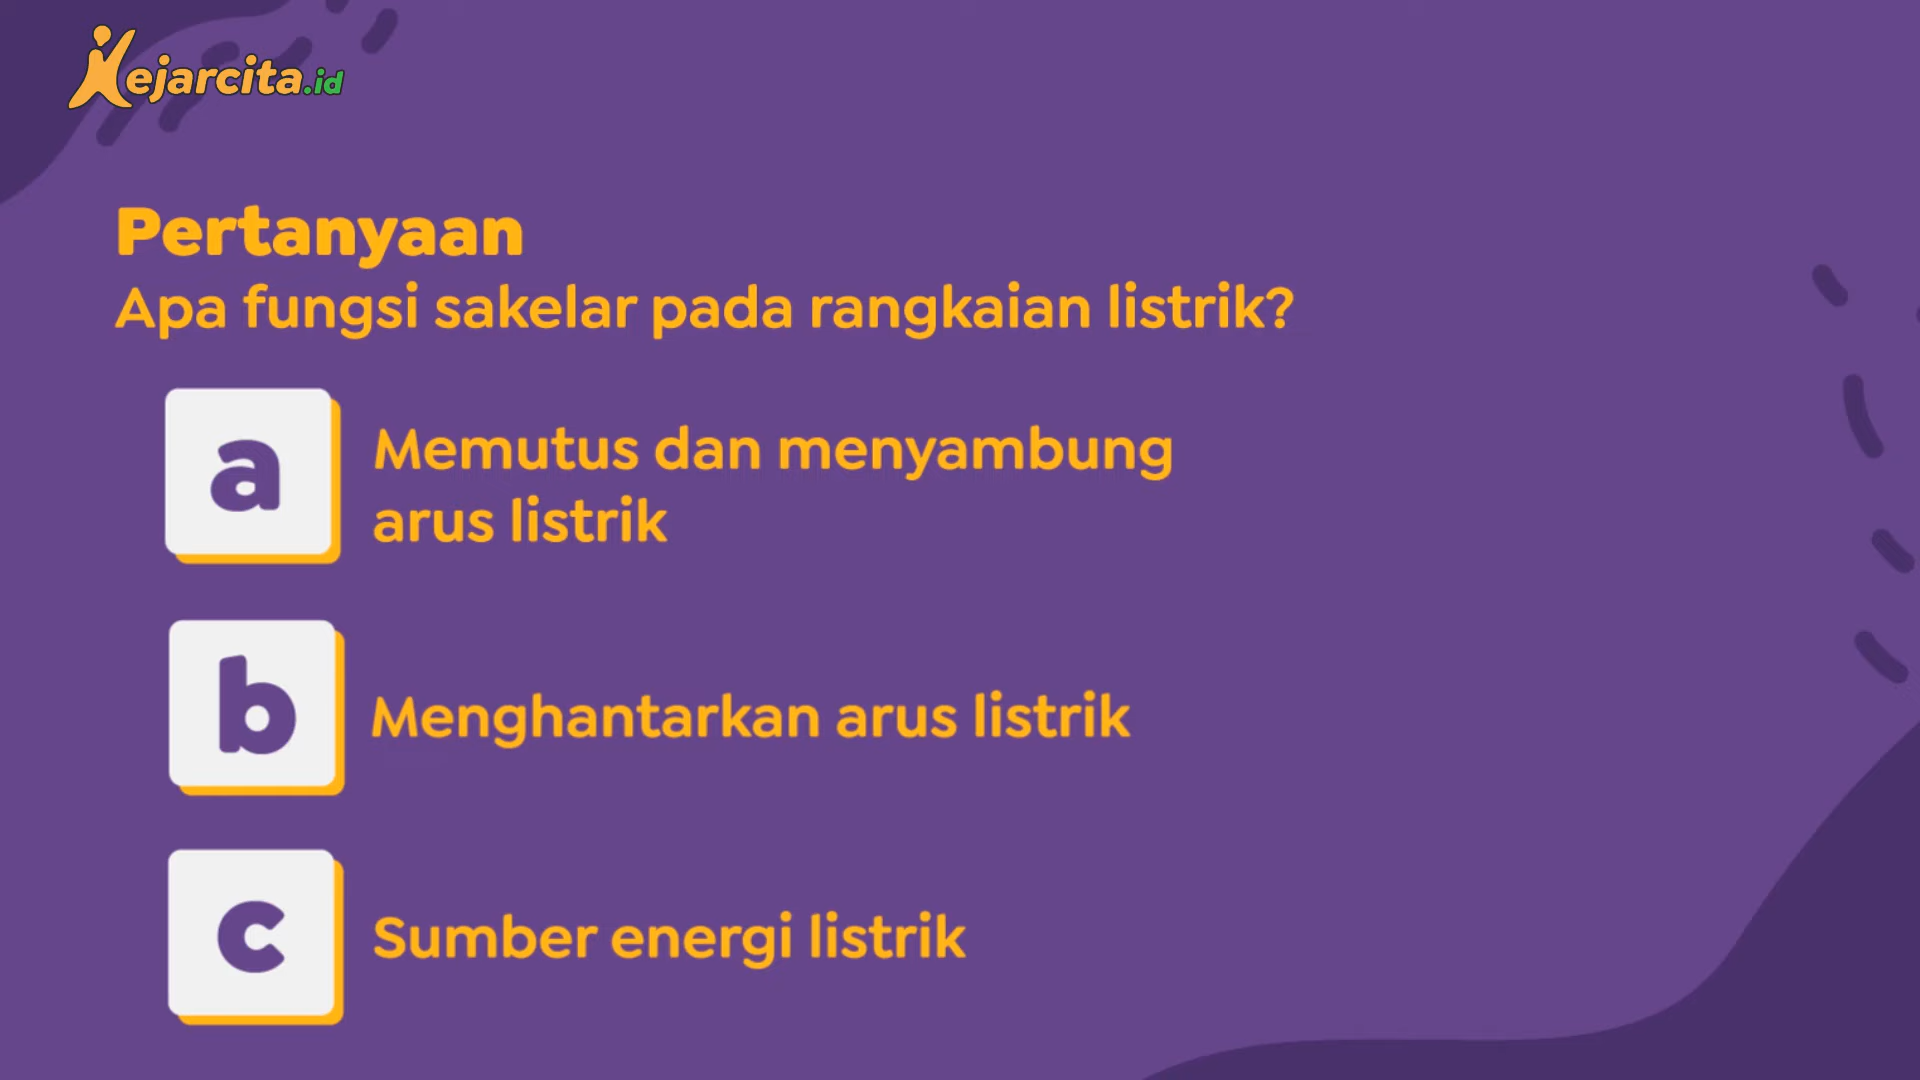 Kejarcita.id
Pertanyaan
Apa fungsi sakelar pada rangkaian listrik?
a
Memutus dan menyambung
arus listrik
b
Menghantarkan arus listrik
c
Sumber energi listrik